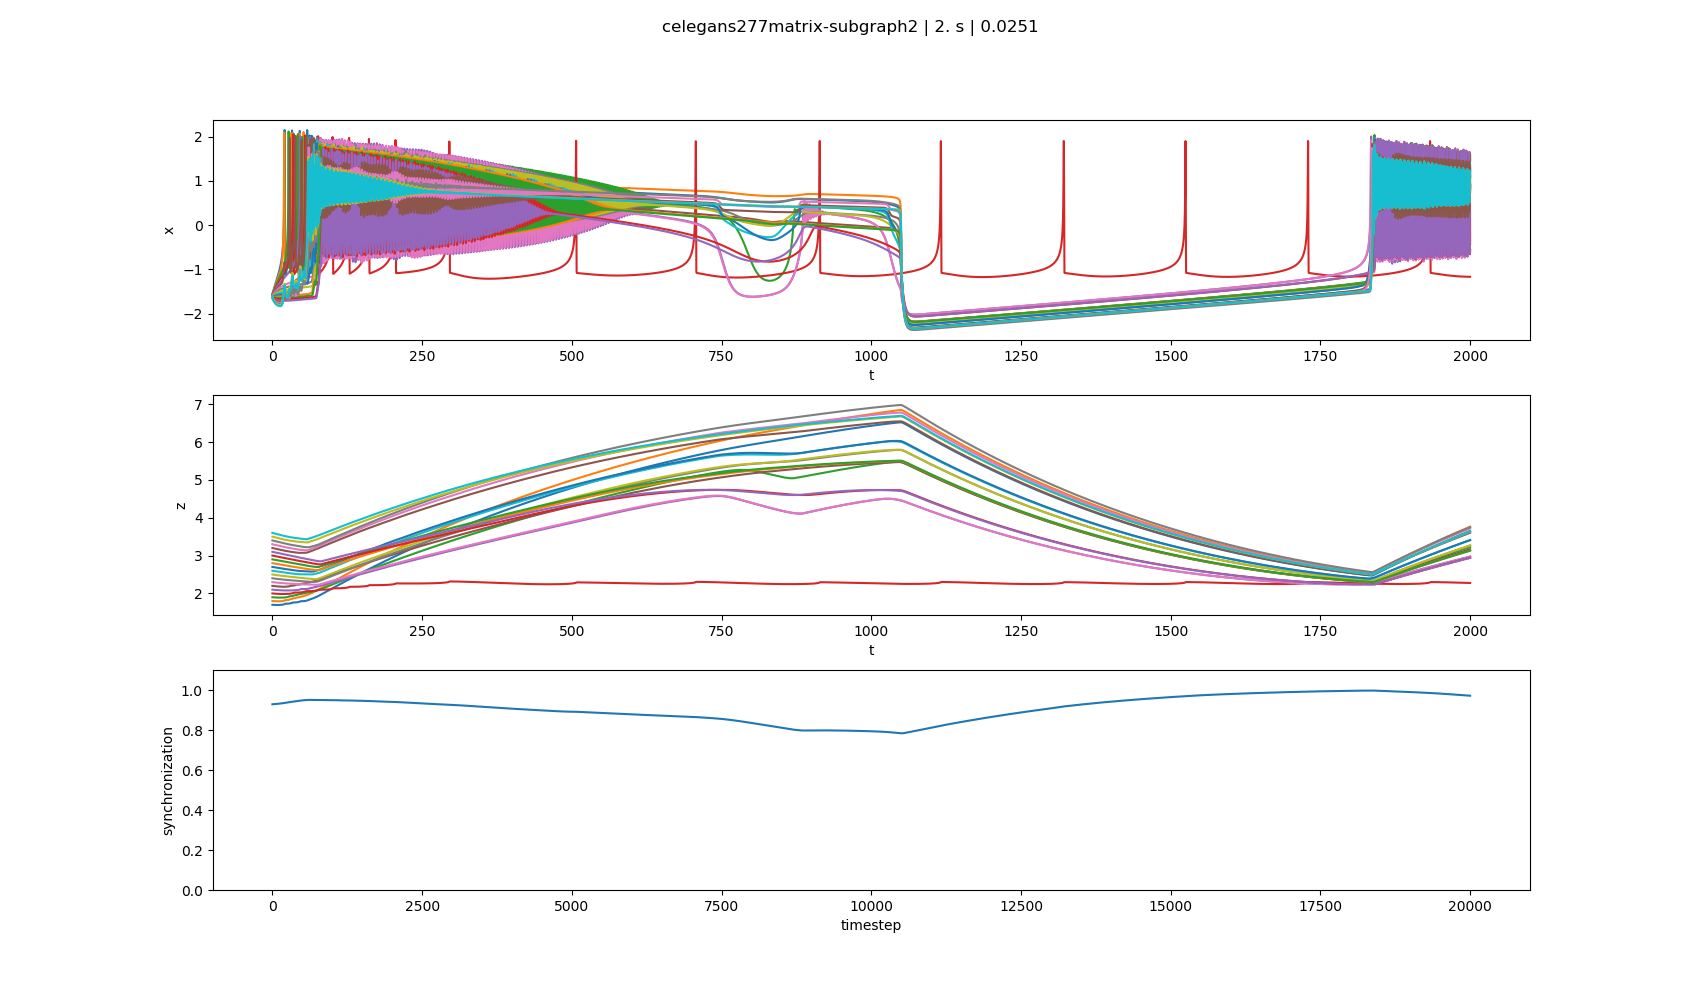 celegans277matrix-subgraph2 | 2. s | 0.0251
x
2
1
0
−1
−2
0 250 500 750 1000 1250 1500 1750 2000
t
z
7
6
5
4
3
2
0 250 500 750 1000 1250 1500 1750 2000
t
synchronization
1.0
0.8
0.6
0.4
0.2
0.0
0 2500 5000 7500 10000 12500 15000 17500 20000
timestep